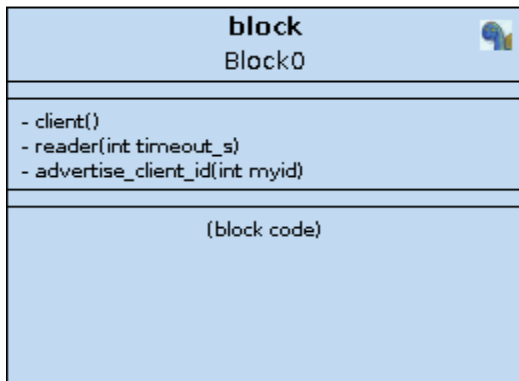 block
Block0
- client()
- reader(int timeout_s)
- advertise_client_id(int myid)
(block code)